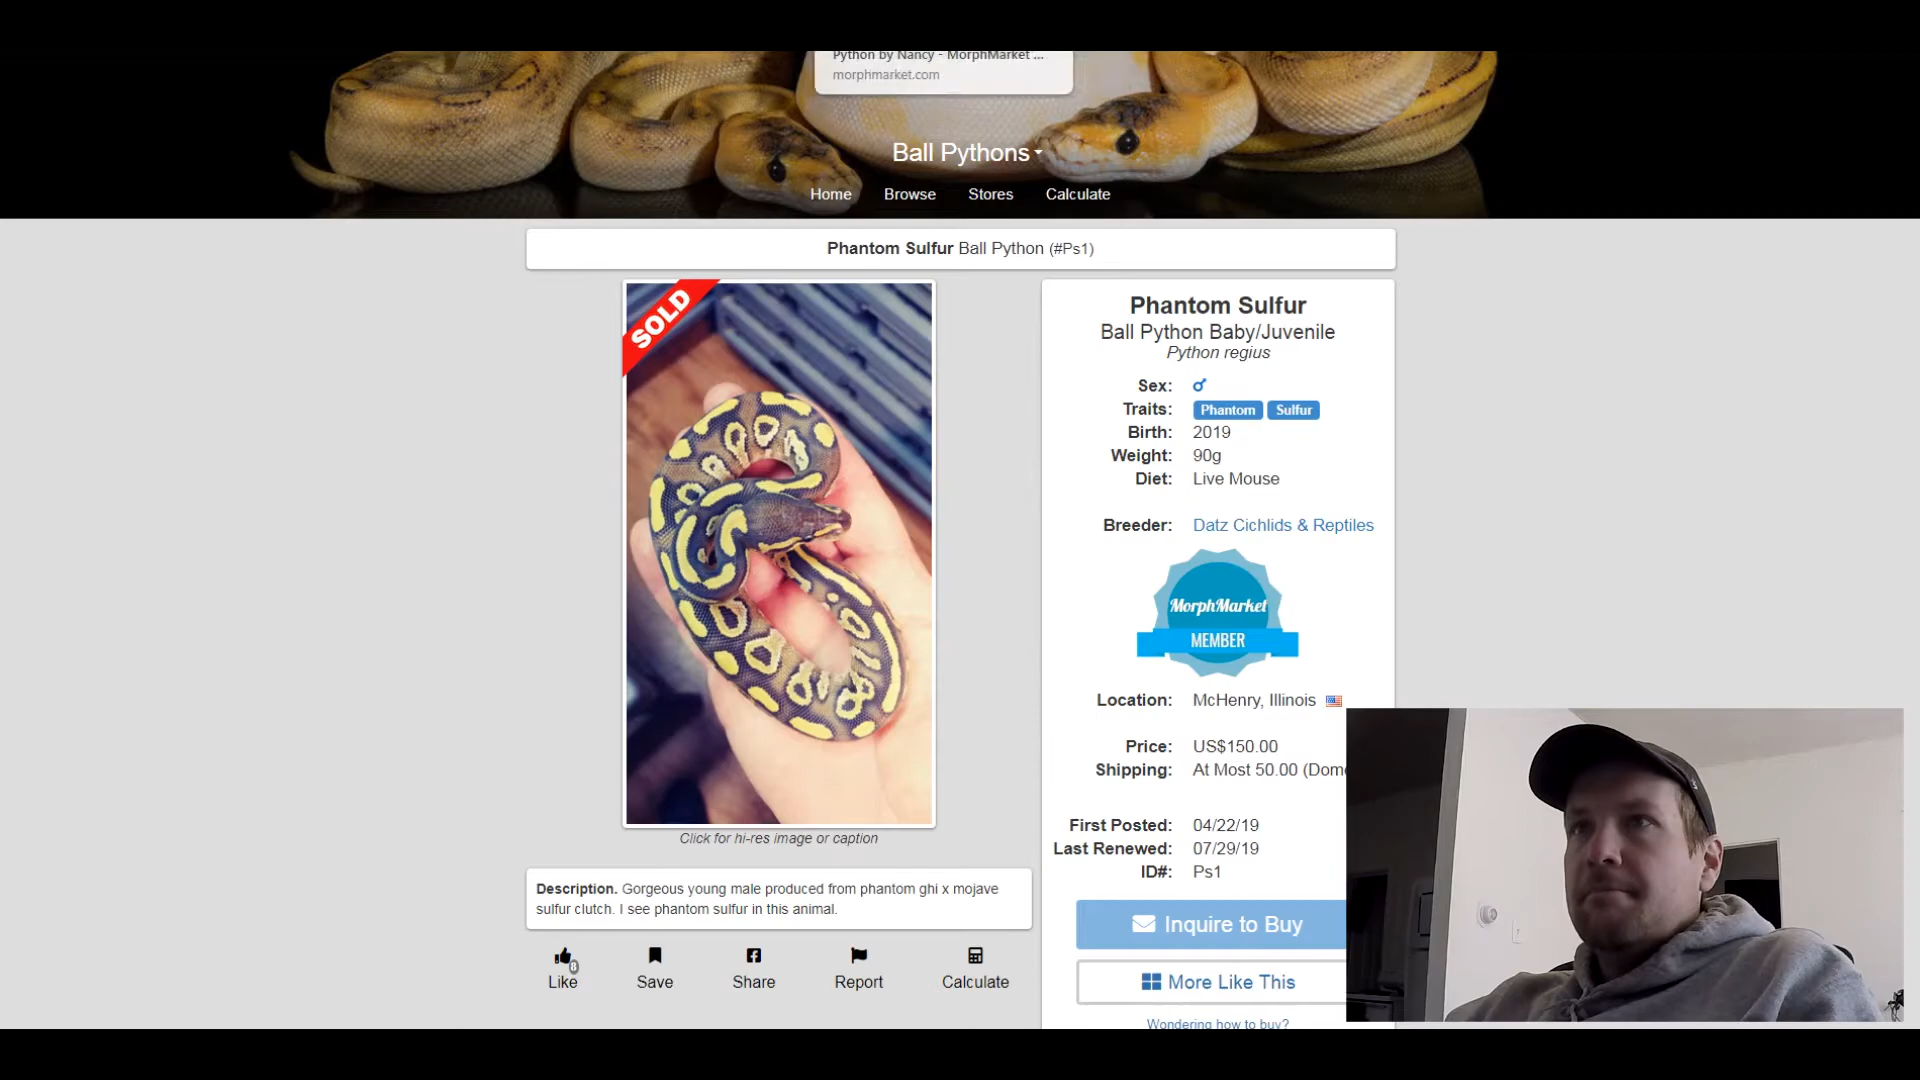 Python by Nancy - MorphMarket ...
morphmarket.com
Ball Pythons
Home Browse Stores Calculate
Phantom Sulfur Ball Python (#Ps1)
SOLD
Click for hi-res image or caption
Description. Gorgeous young male produced from phantom ghi x mojave
sulfur clutch. I see phantom sulfur in this animal.
8
Like Save Share Report Calculate
Phantom Sulfur
Ball Python Baby/Juvenile
Python regius
Sex: ♂
Traits: Phantom Sulfur
Birth: 2019
Weight: 90g
Diet: Live Mouse
Breeder: Datz Cichlids & Reptiles
MorphMarket
MEMBER
Location: McHenry, Illinois
Price: US$150.00
Shipping: At Most 50.00 (Dom
First Posted: 04/22/19
Last Renewed: 07/29/19
ID#: Ps1
Inquire to Buy
More Like This
Wondering how to buy?